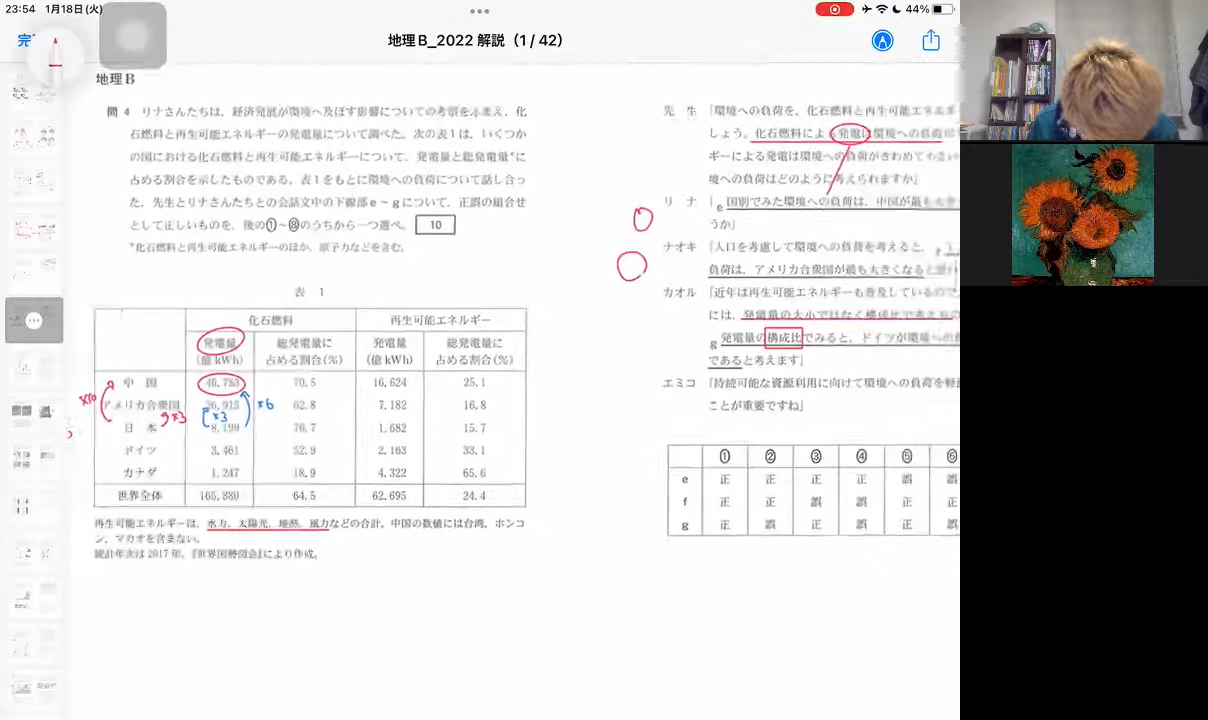 23:54 1月18日(火)
44%
地理B_2022 解説（1 / 42）
地理B
問 4 リナさんたちは、経済発展が環境へ及ぼす影響についての考察をふまえ、化
石燃料と再生可能エネルギーの発電量について調べた。次の表1は、いくつか
の国における化石燃料と再生可能エネルギーについて、発電量と総発電量*に
占める割合を示したものである。表1をもとに環境への負荷について話し合っ
た、先生とリナさんたちとの会話文中の下線部e～gについて、正誤の組合せ
として正しいものを、後の①～⑧のうちから一つ選べ。 10
*化石燃料と再生可能エネルギーのほか、原子力などを含む。
表 1
化石燃料 再生可能エネルギー
発電量(億 kWh) 総発電量に占める割合(%) 発電量(億 kWh) 総発電量に占める割合(%)
中 国 46,783 70.5 16,624 25.1
アメリカ合衆国 26,915 62.8 7,182 16.8
日 本 8,199 76.7 1,682 15.7
ドイツ 3,461 52.9 2,163 33.1
カナダ 1,247 18.9 4,322 65.6
世界全体 165,880 64.5 62,695 24.4
×10
×3
×3
×6
再生可能エネルギーは、水力、太陽光、地熱、風力などの合計。中国の数値には台湾、ホンコ
ン、マカオを含まない。
統計年次は2017年。『世界国勢図会』により作成。
先 生 「環境への負荷を、化石燃料と再生可能エネルギ
しょう。化石燃料による発電は環境への負荷
ギーによる発電は環境への負荷がきわめて小さい
境への負荷はどのように考えられますか」
リ ナ 「e 国別でみた環境への負荷は、中国が最も大き
うか」
ナオキ 「人口を考慮して環境への負荷を考えると、f
負荷は、アメリカ合衆国が最も大きくなると思い
カオル 「近年は再生可能エネルギーも普及しているので
には、発電量の大小ではなく構成比で考えるの
g 発電量の構成比でみると、ドイツが環境への
であると考えます」
エミコ 「持続可能な資源利用に向けて環境への負荷を軽
ことが重要ですね」
① ② ③ ④ ⑤ ⑥
e 正 正 正 正 誤 誤
f 正 正 誤 誤 正 正
g 正 誤 正 誤 正 誤